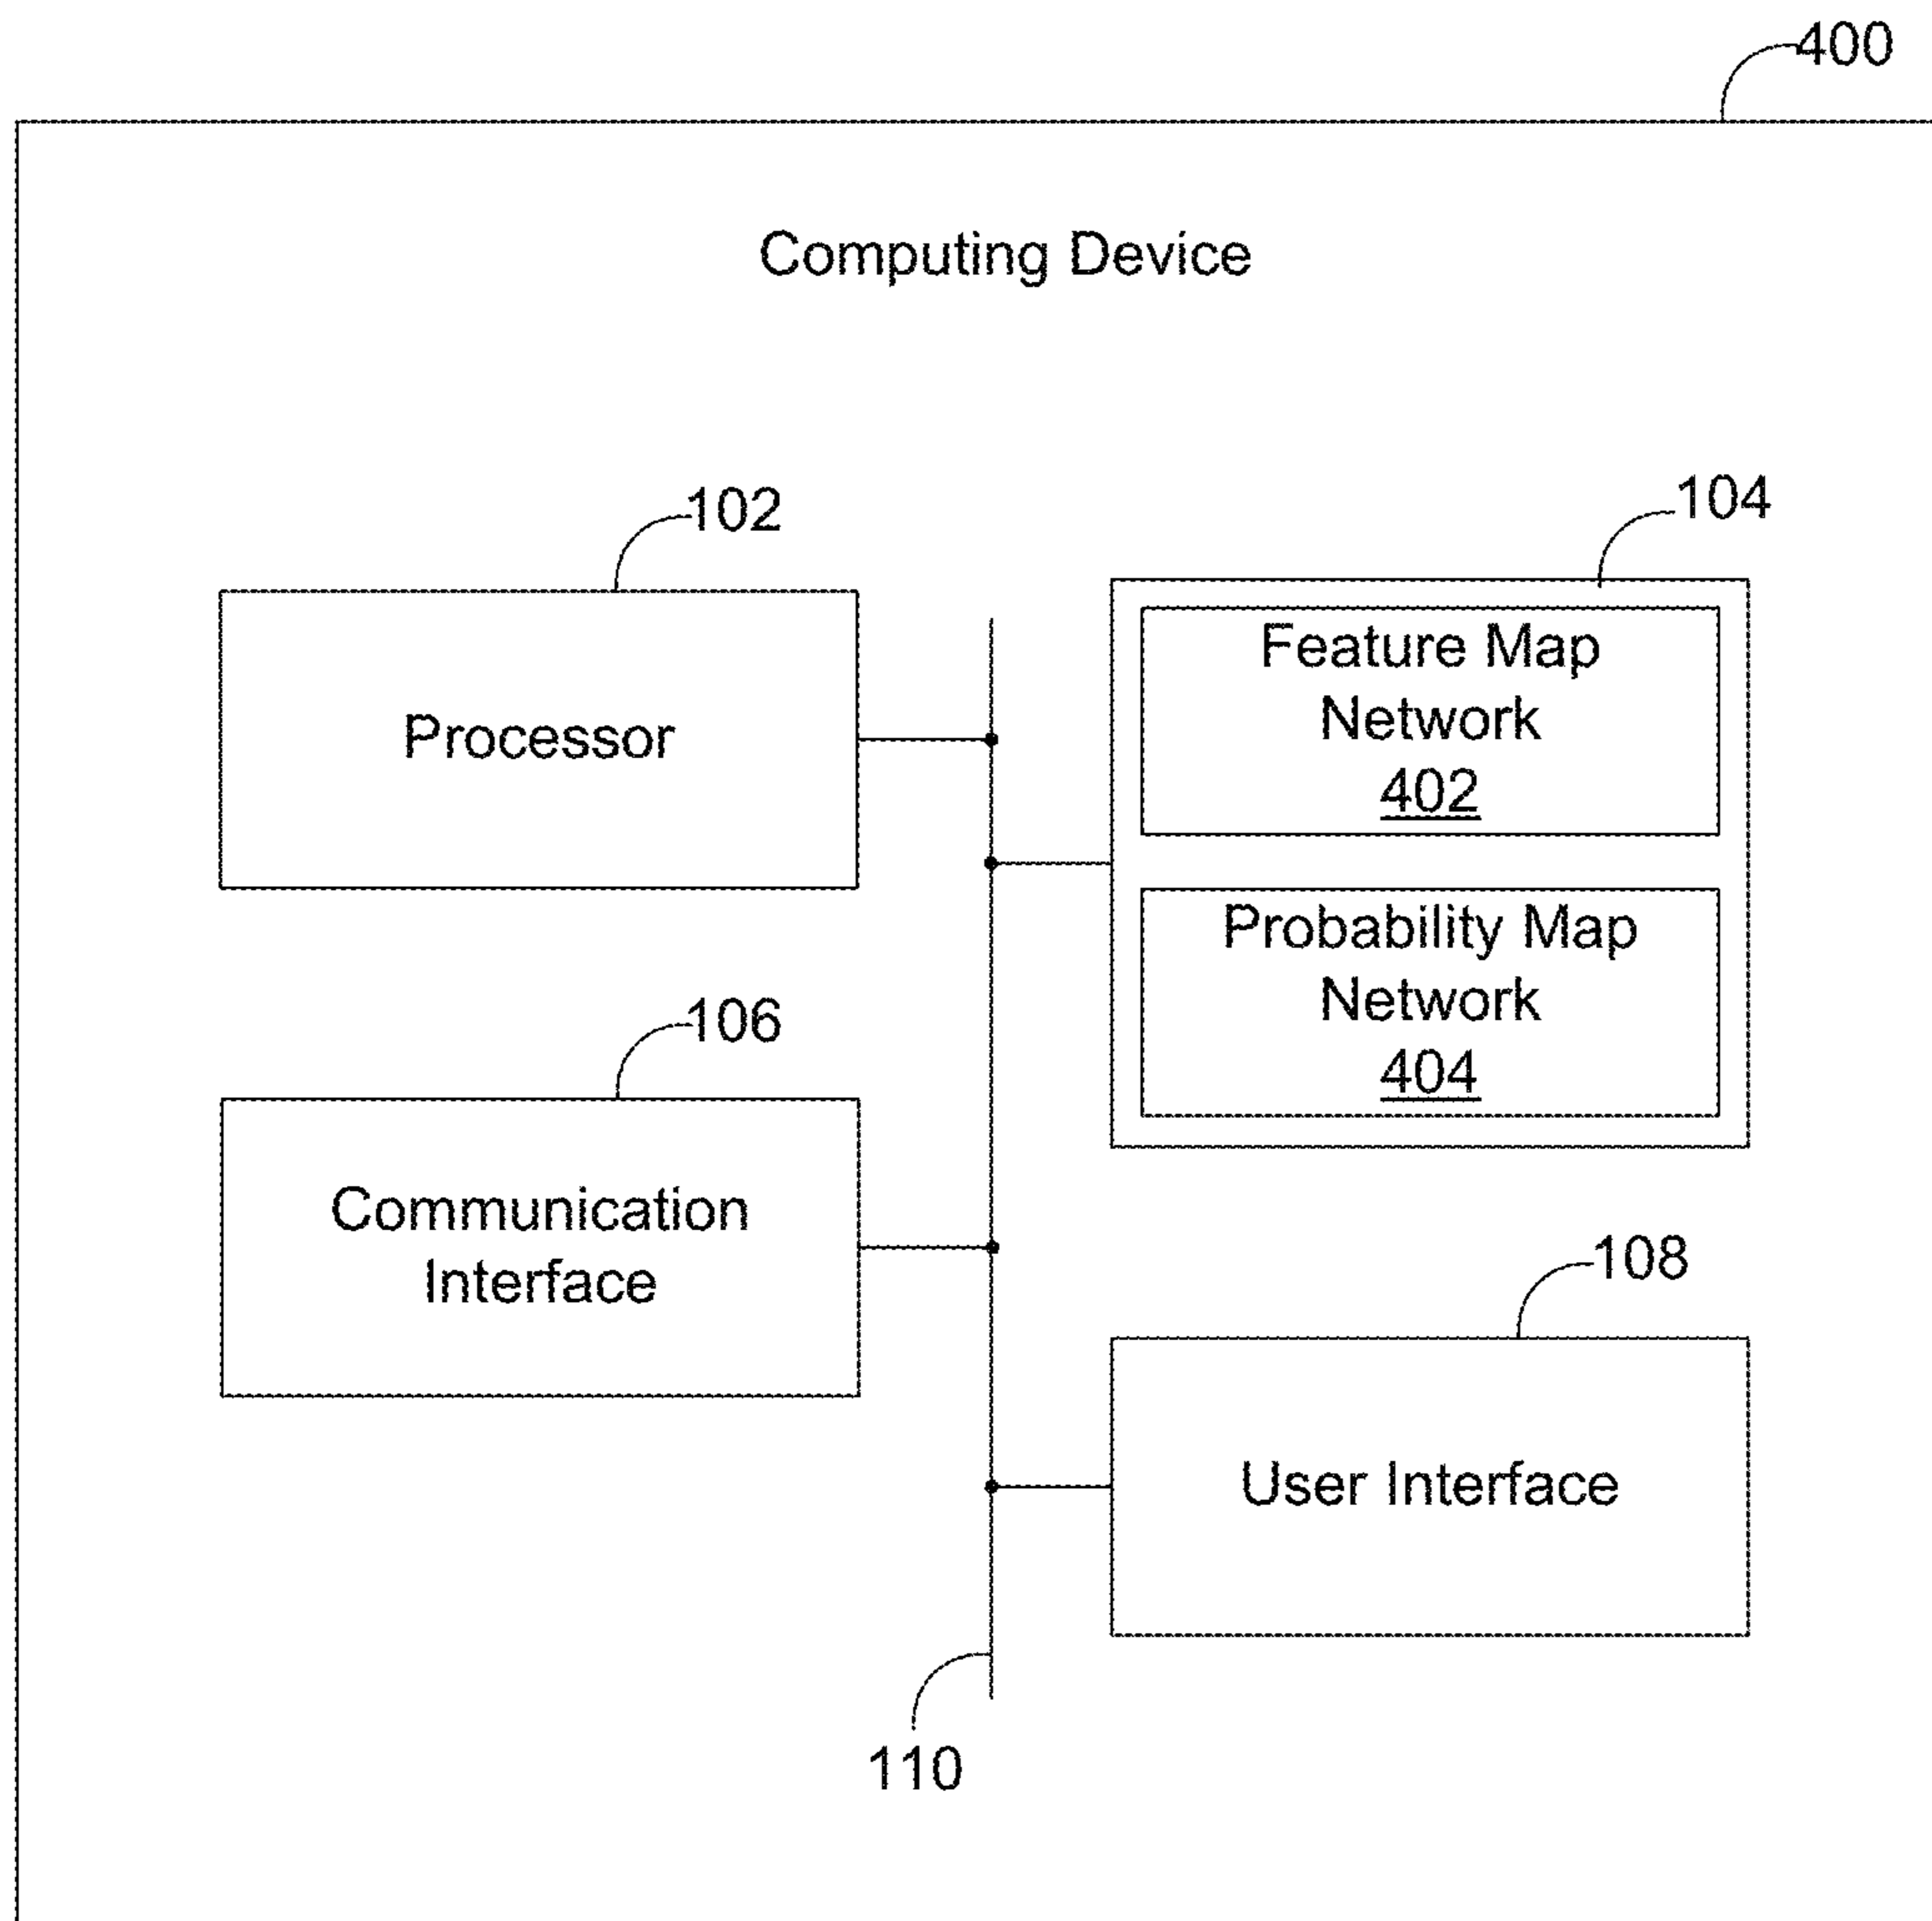 400
Computing Device
102
104
Processor
Feature Map
Network
402
Probability Map
Network
404
106
Communication
Interface
108
User Interface
110